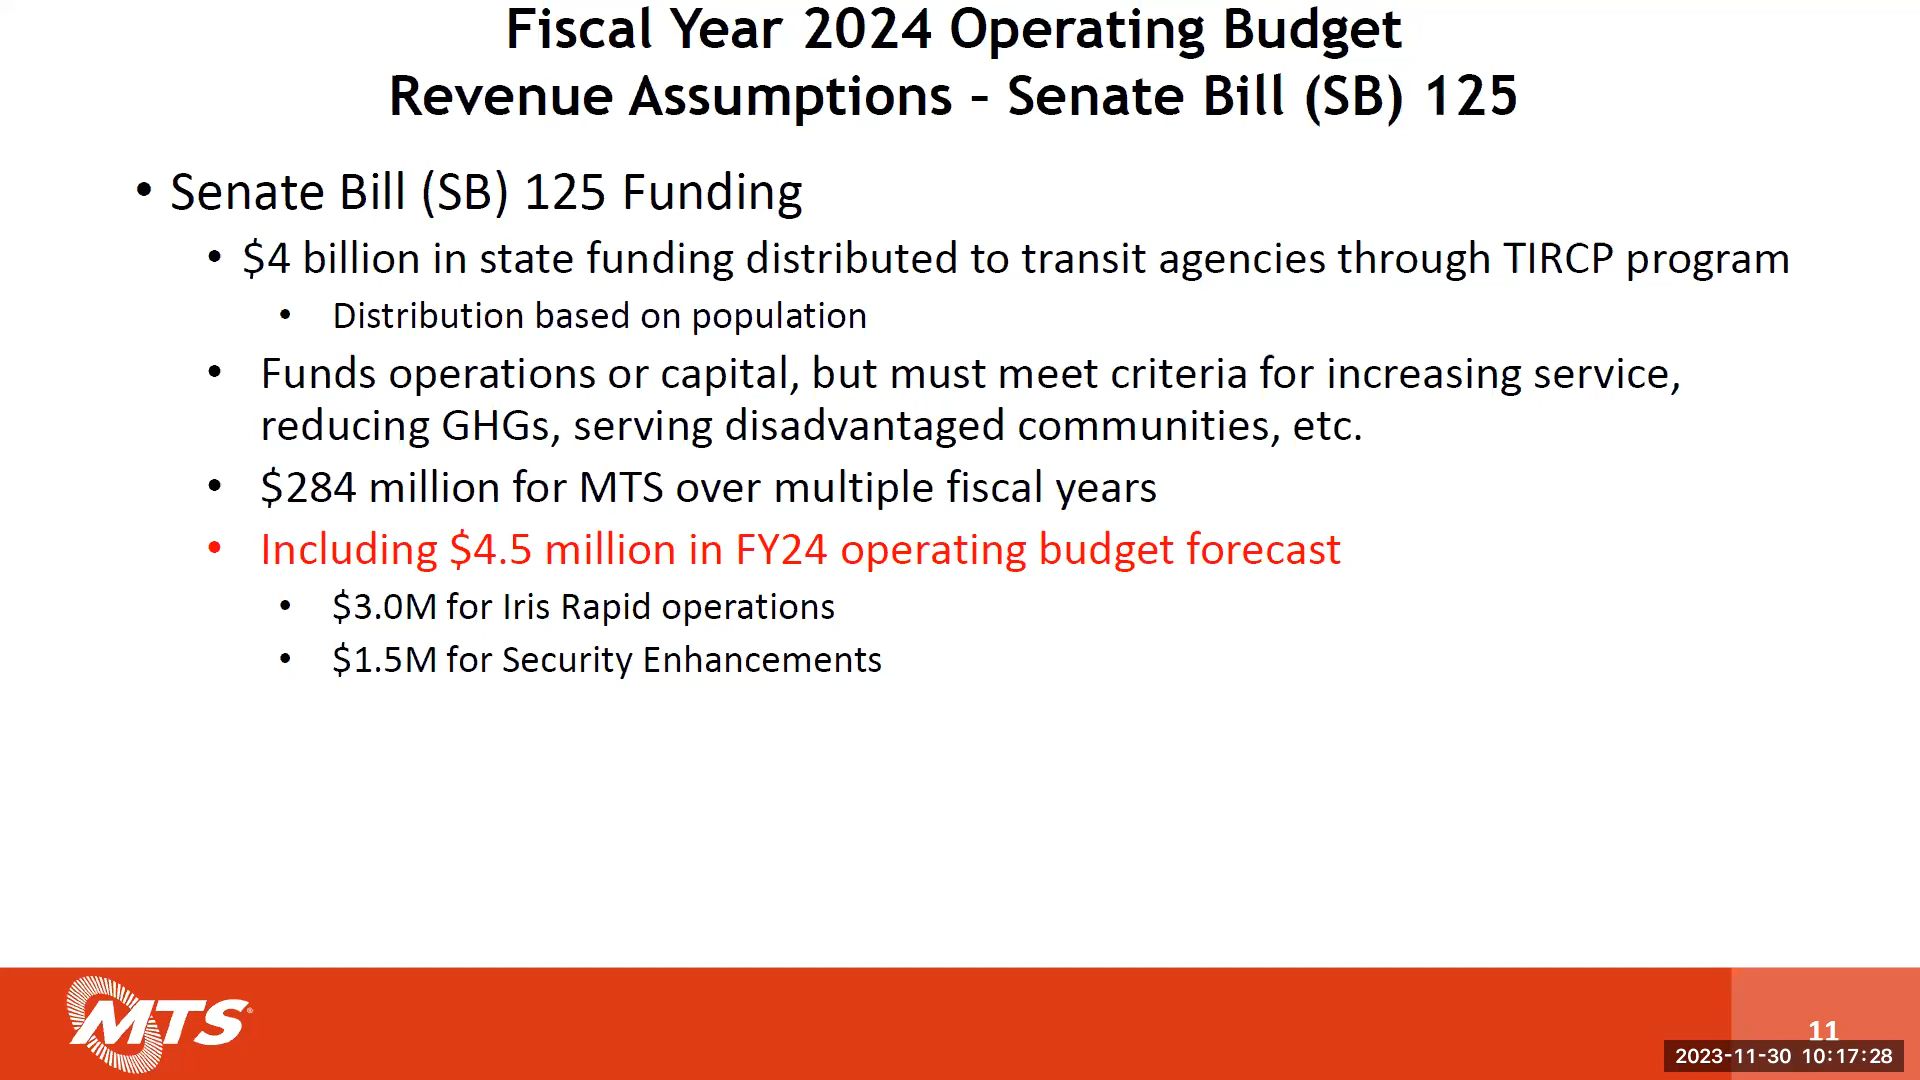 Fiscal Year 2024 Operating Budget
Revenue Assumptions – Senate Bill (SB) 125
• Senate Bill (SB) 125 Funding
• $4 billion in state funding distributed to transit agencies through TIRCP program
• Distribution based on population
• Funds operations or capital, but must meet criteria for increasing service,
reducing GHGs, serving disadvantaged communities, etc.
• $284 million for MTS over multiple fiscal years
• Including $4.5 million in FY24 operating budget forecast
• $3.0M for Iris Rapid operations
• $1.5M for Security Enhancements
MTS®
11
2023-11-30 10:17:28